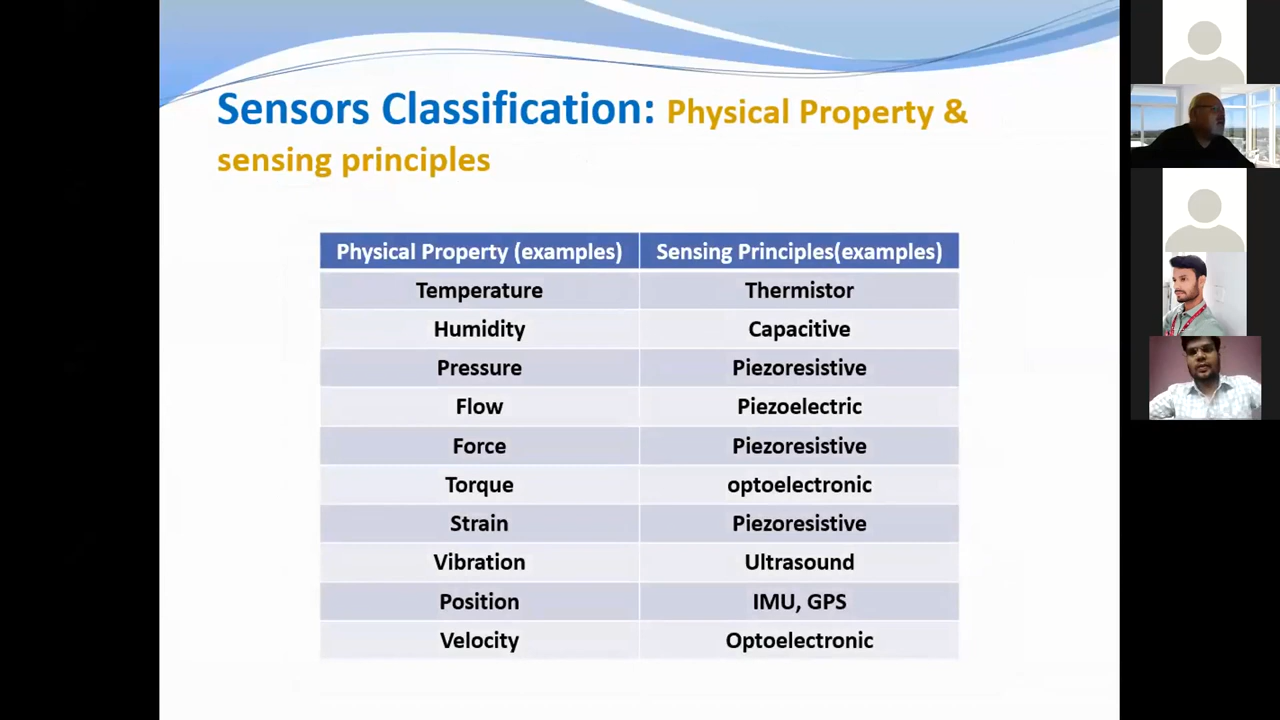 Sensors Classification: Physical Property &
sensing principles
Physical Property (examples) Sensing Principles(examples)
Temperature Thermistor
Humidity Capacitive
Pressure Piezoresistive
Flow Piezoelectric
Force Piezoresistive
Torque optoelectronic
Strain Piezoresistive
Vibration Ultrasound
Position IMU, GPS
Velocity Optoelectronic